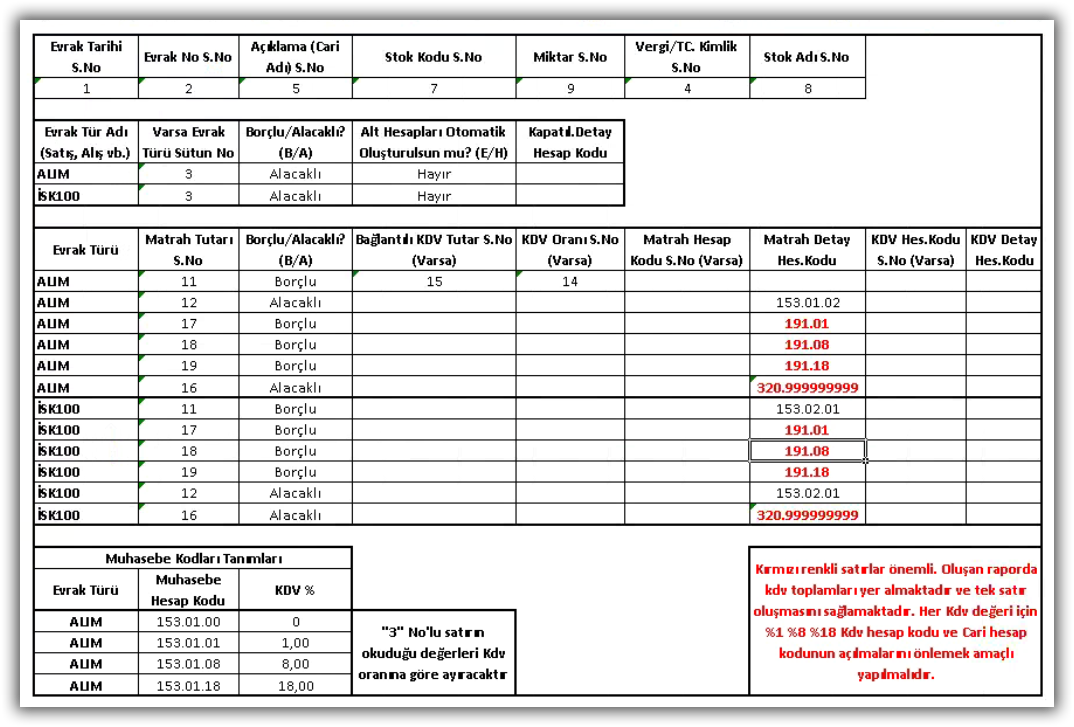 Evrak Tarihi S.No Evrak No S.No Açıklama (Cari Adı) S.No Stok Kodu S.No Miktar S.No Vergi/TC. Kimlik S.No Stok Adı S.No
1 2 5 7 9 4 8
Evrak Tür Adı (Satış, Alış vb.) Varsa Evrak Türü Sütun No Borçlu/Alacaklı? (B/A) Alt Hesapları Otomatik Oluşturulsun mu? (E/H) Kapatıl.Detay Hesap Kodu
ALIM 3 Alacaklı Hayır
İSK100 3 Alacaklı Hayır
Evrak Türü Matrah Tutarı S.No Borçlu/Alacaklı? (B/A) Bağlantılı KDV Tutar S.No (Varsa) KDV Oranı S.No (Varsa) Matrah Hesap Kodu S.No (Varsa) Matrah Detay Hes.Kodu KDV Hes.Kodu S.No (Varsa) KDV Detay Hes.Kodu
ALIM 11 Borçlu 15 14
ALIM 12 Alacaklı 153.01.02
ALIM 17 Borçlu 191.01
ALIM 18 Borçlu 191.08
ALIM 19 Borçlu 191.18
ALIM 16 Alacaklı 320.999999999
İSK100 11 Borçlu 153.02.01
İSK100 17 Borçlu 191.01
İSK100 18 Borçlu 191.08
İSK100 19 Borçlu 191.18
İSK100 12 Alacaklı 153.02.01
İSK100 16 Alacaklı 320.999999999
Muhasebe Kodları Tanımları
Evrak Türü Muhasebe Hesap Kodu KDV %
ALIM 153.01.00 0
ALIM 153.01.01 1,00
ALIM 153.01.08 8,00
ALIM 153.01.18 18,00
"3" No'lu satırın
okuduğu değerleri Kdv
oranına göre ayıracaktır
Kırmızı renkli satırlar önemli. Oluşan raporda
kdv toplamları yer almaktadır ve tek satır
oluşmasını sağlamaktadır. Her Kdv değeri için
%1 %8 %18 Kdv hesap kodu ve Cari hesap
kodunun açılmalarını önlemek amaçlı
yapılmalıdır.